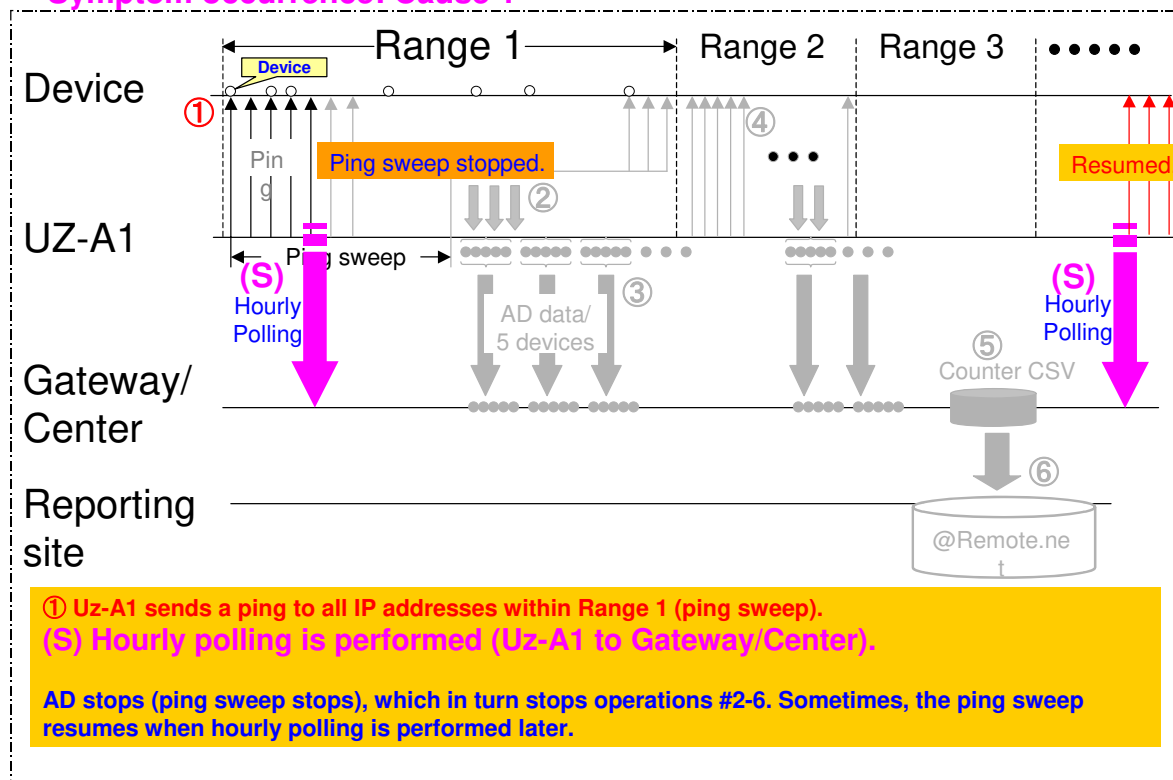 Symptom occurrence: Cause 1
Range 1
Range 2
Range 3
Device
Device
①
④
Pin
g
Ping sweep stopped.
Resumed
②
UZ-A1
Ping sweep
(S)
Hourly
Polling
③
AD data/
5 devices
(S)
Hourly
Polling
⑤
Counter CSV
Gateway/
Center
⑥
Reporting
site
@Remote.ne
t
① Uz-A1 sends a ping to all IP addresses within Range 1 (ping sweep).
(S) Hourly polling is performed (Uz-A1 to Gateway/Center).
AD stops (ping sweep stops), which in turn stops operations #2-6. Sometimes, the ping sweep
resumes when hourly polling is performed later.